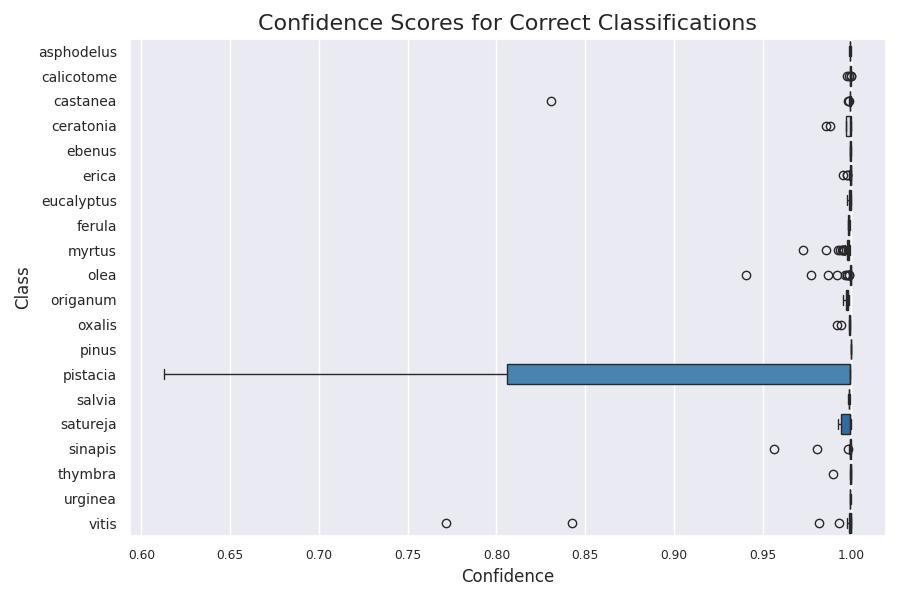 Confidence Scores for Correct Classifications
Class
asphodelus
calicotome
castanea
ceratonia
ebenus
erica
eucalyptus
ferula
myrtus
olea
origanum
oxalis
pinus
pistacia
salvia
satureja
sinapis
thymbra
urginea
vitis
0.60 0.65 0.70 0.75 0.80 0.85 0.90 0.95 1.00
Confidence